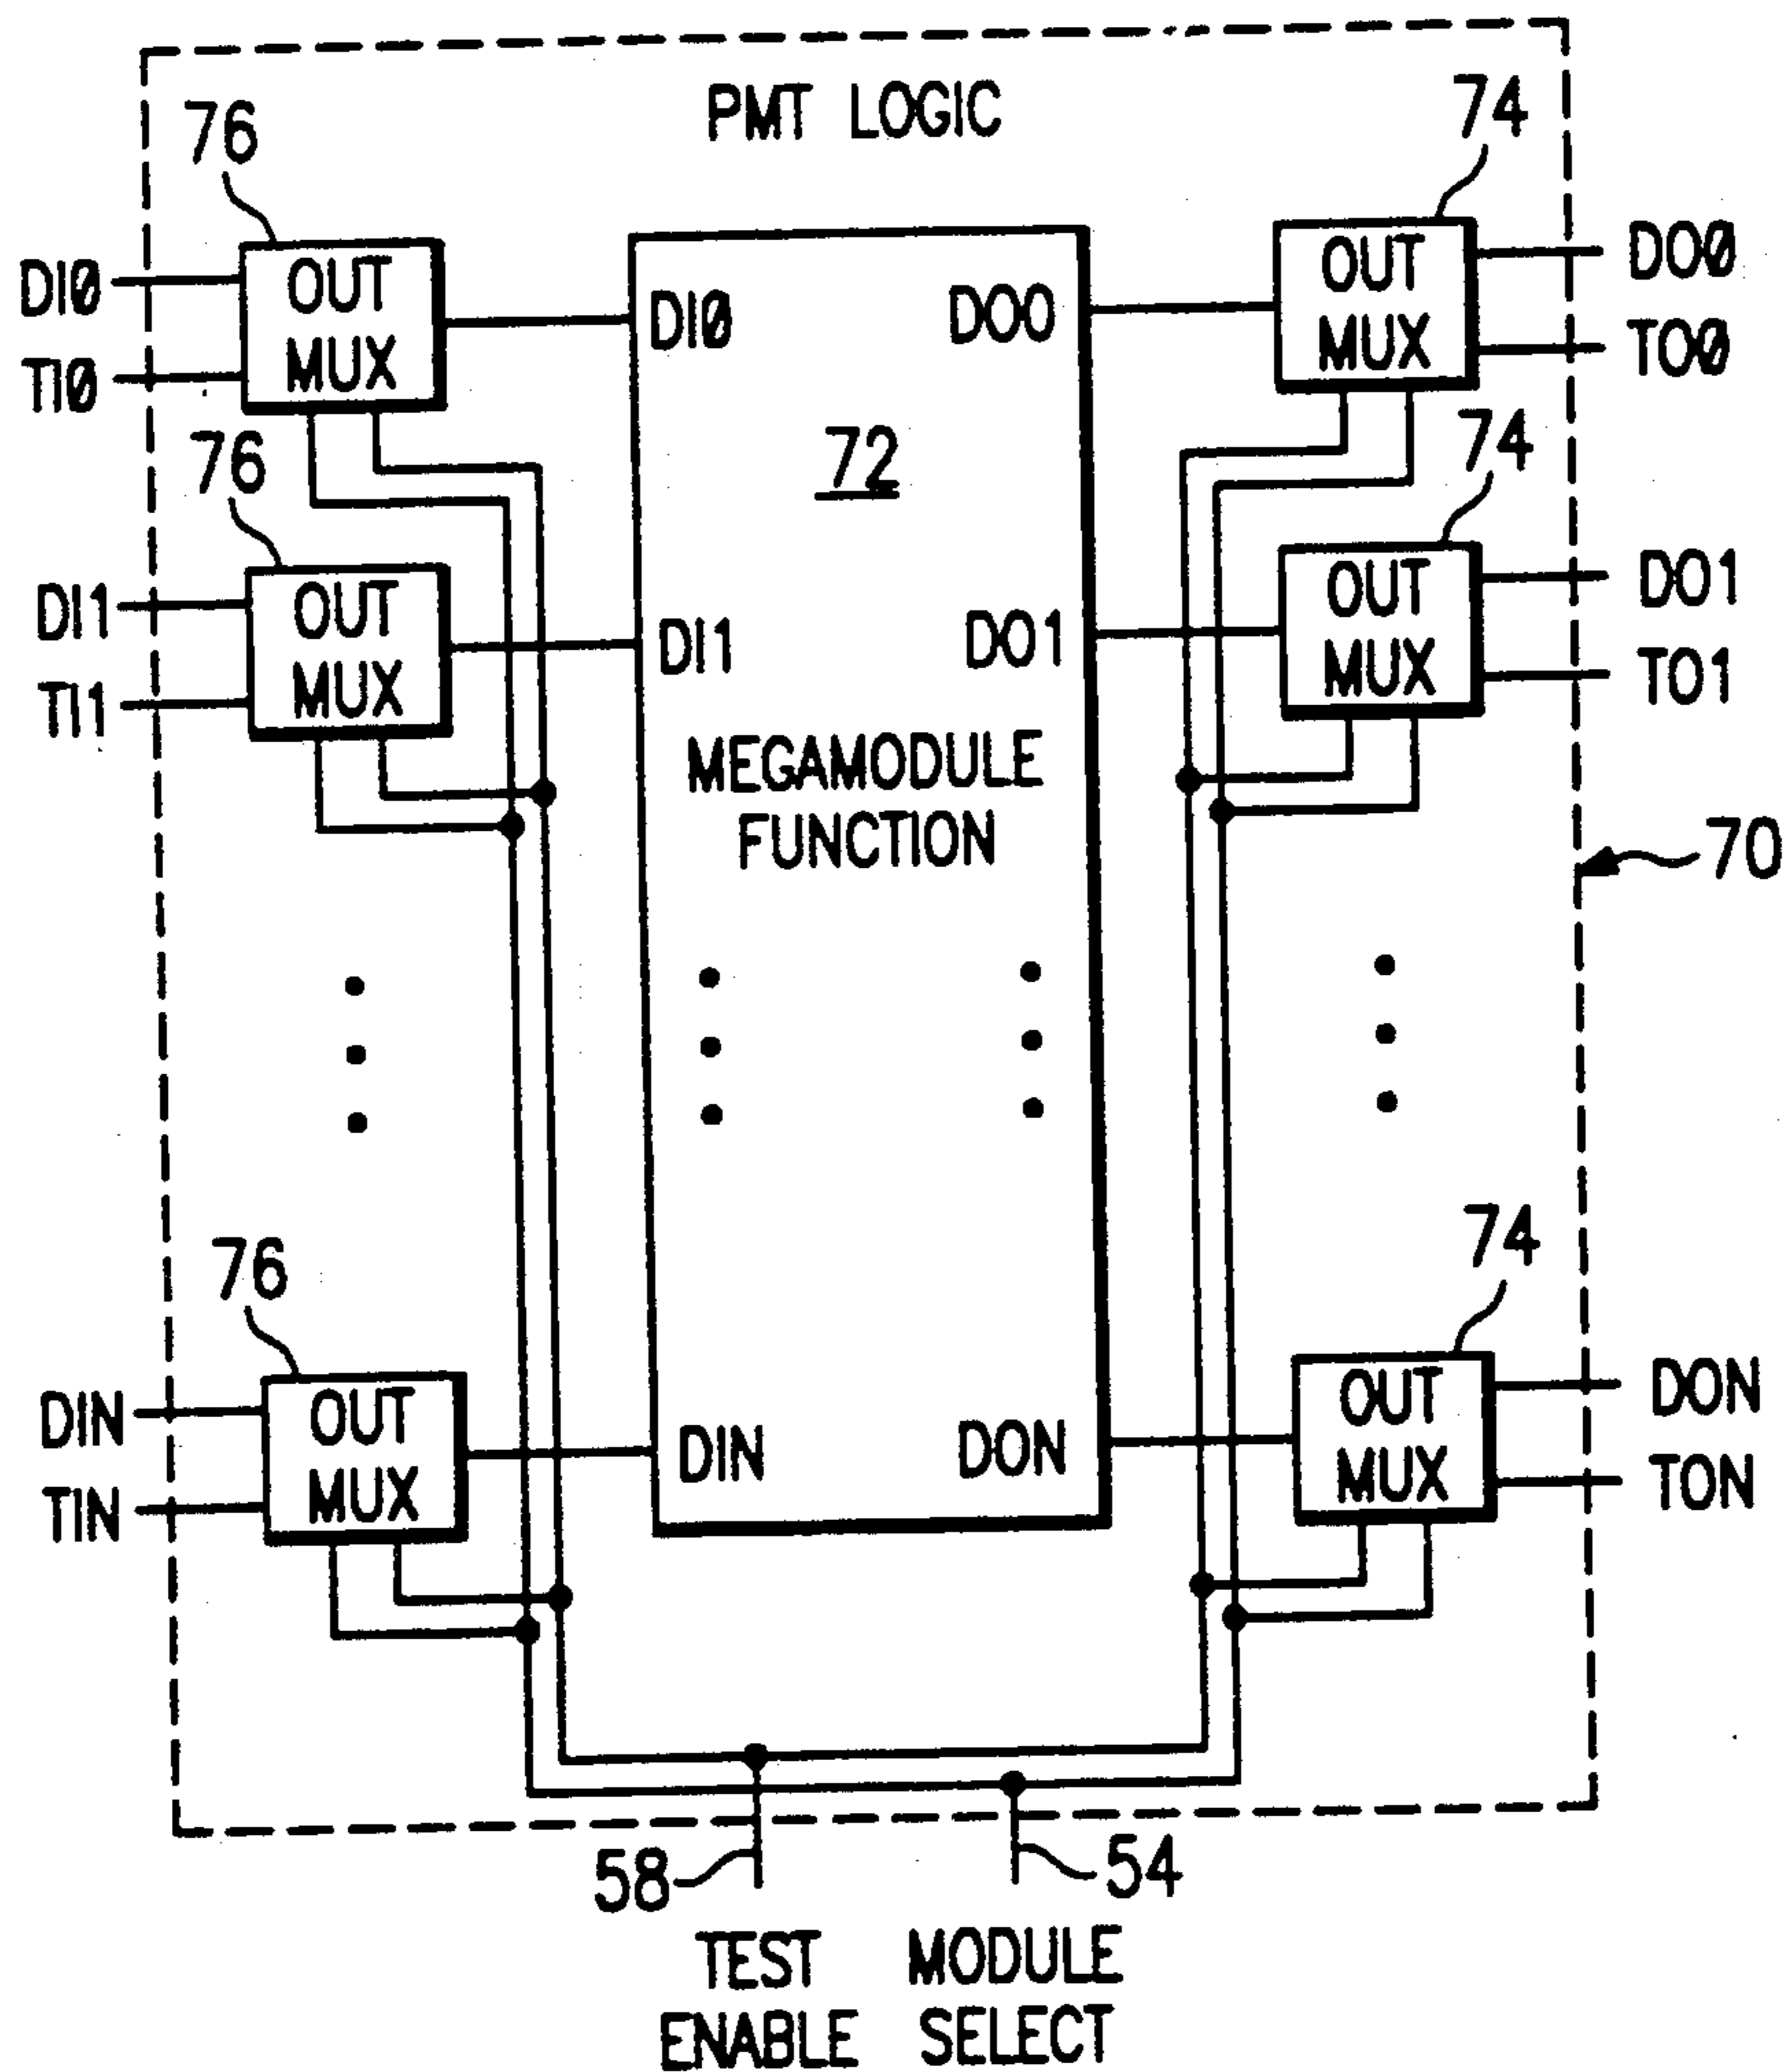 PMT LOGIC
76
74
DI0
TI0
OUT
MUX
DI0
DO0
OUT
MUX
DO0
TO0
72
76
74
DI1
TI1
OUT
MUX
DI1
DO1
OUT
MUX
DO1
TO1
MEGAMODULE
FUNCTION
70
76
74
DIN
TIN
OUT
MUX
DIN
DON
OUT
MUX
DON
TON
58
54
TEST
ENABLE
MODULE
SELECT